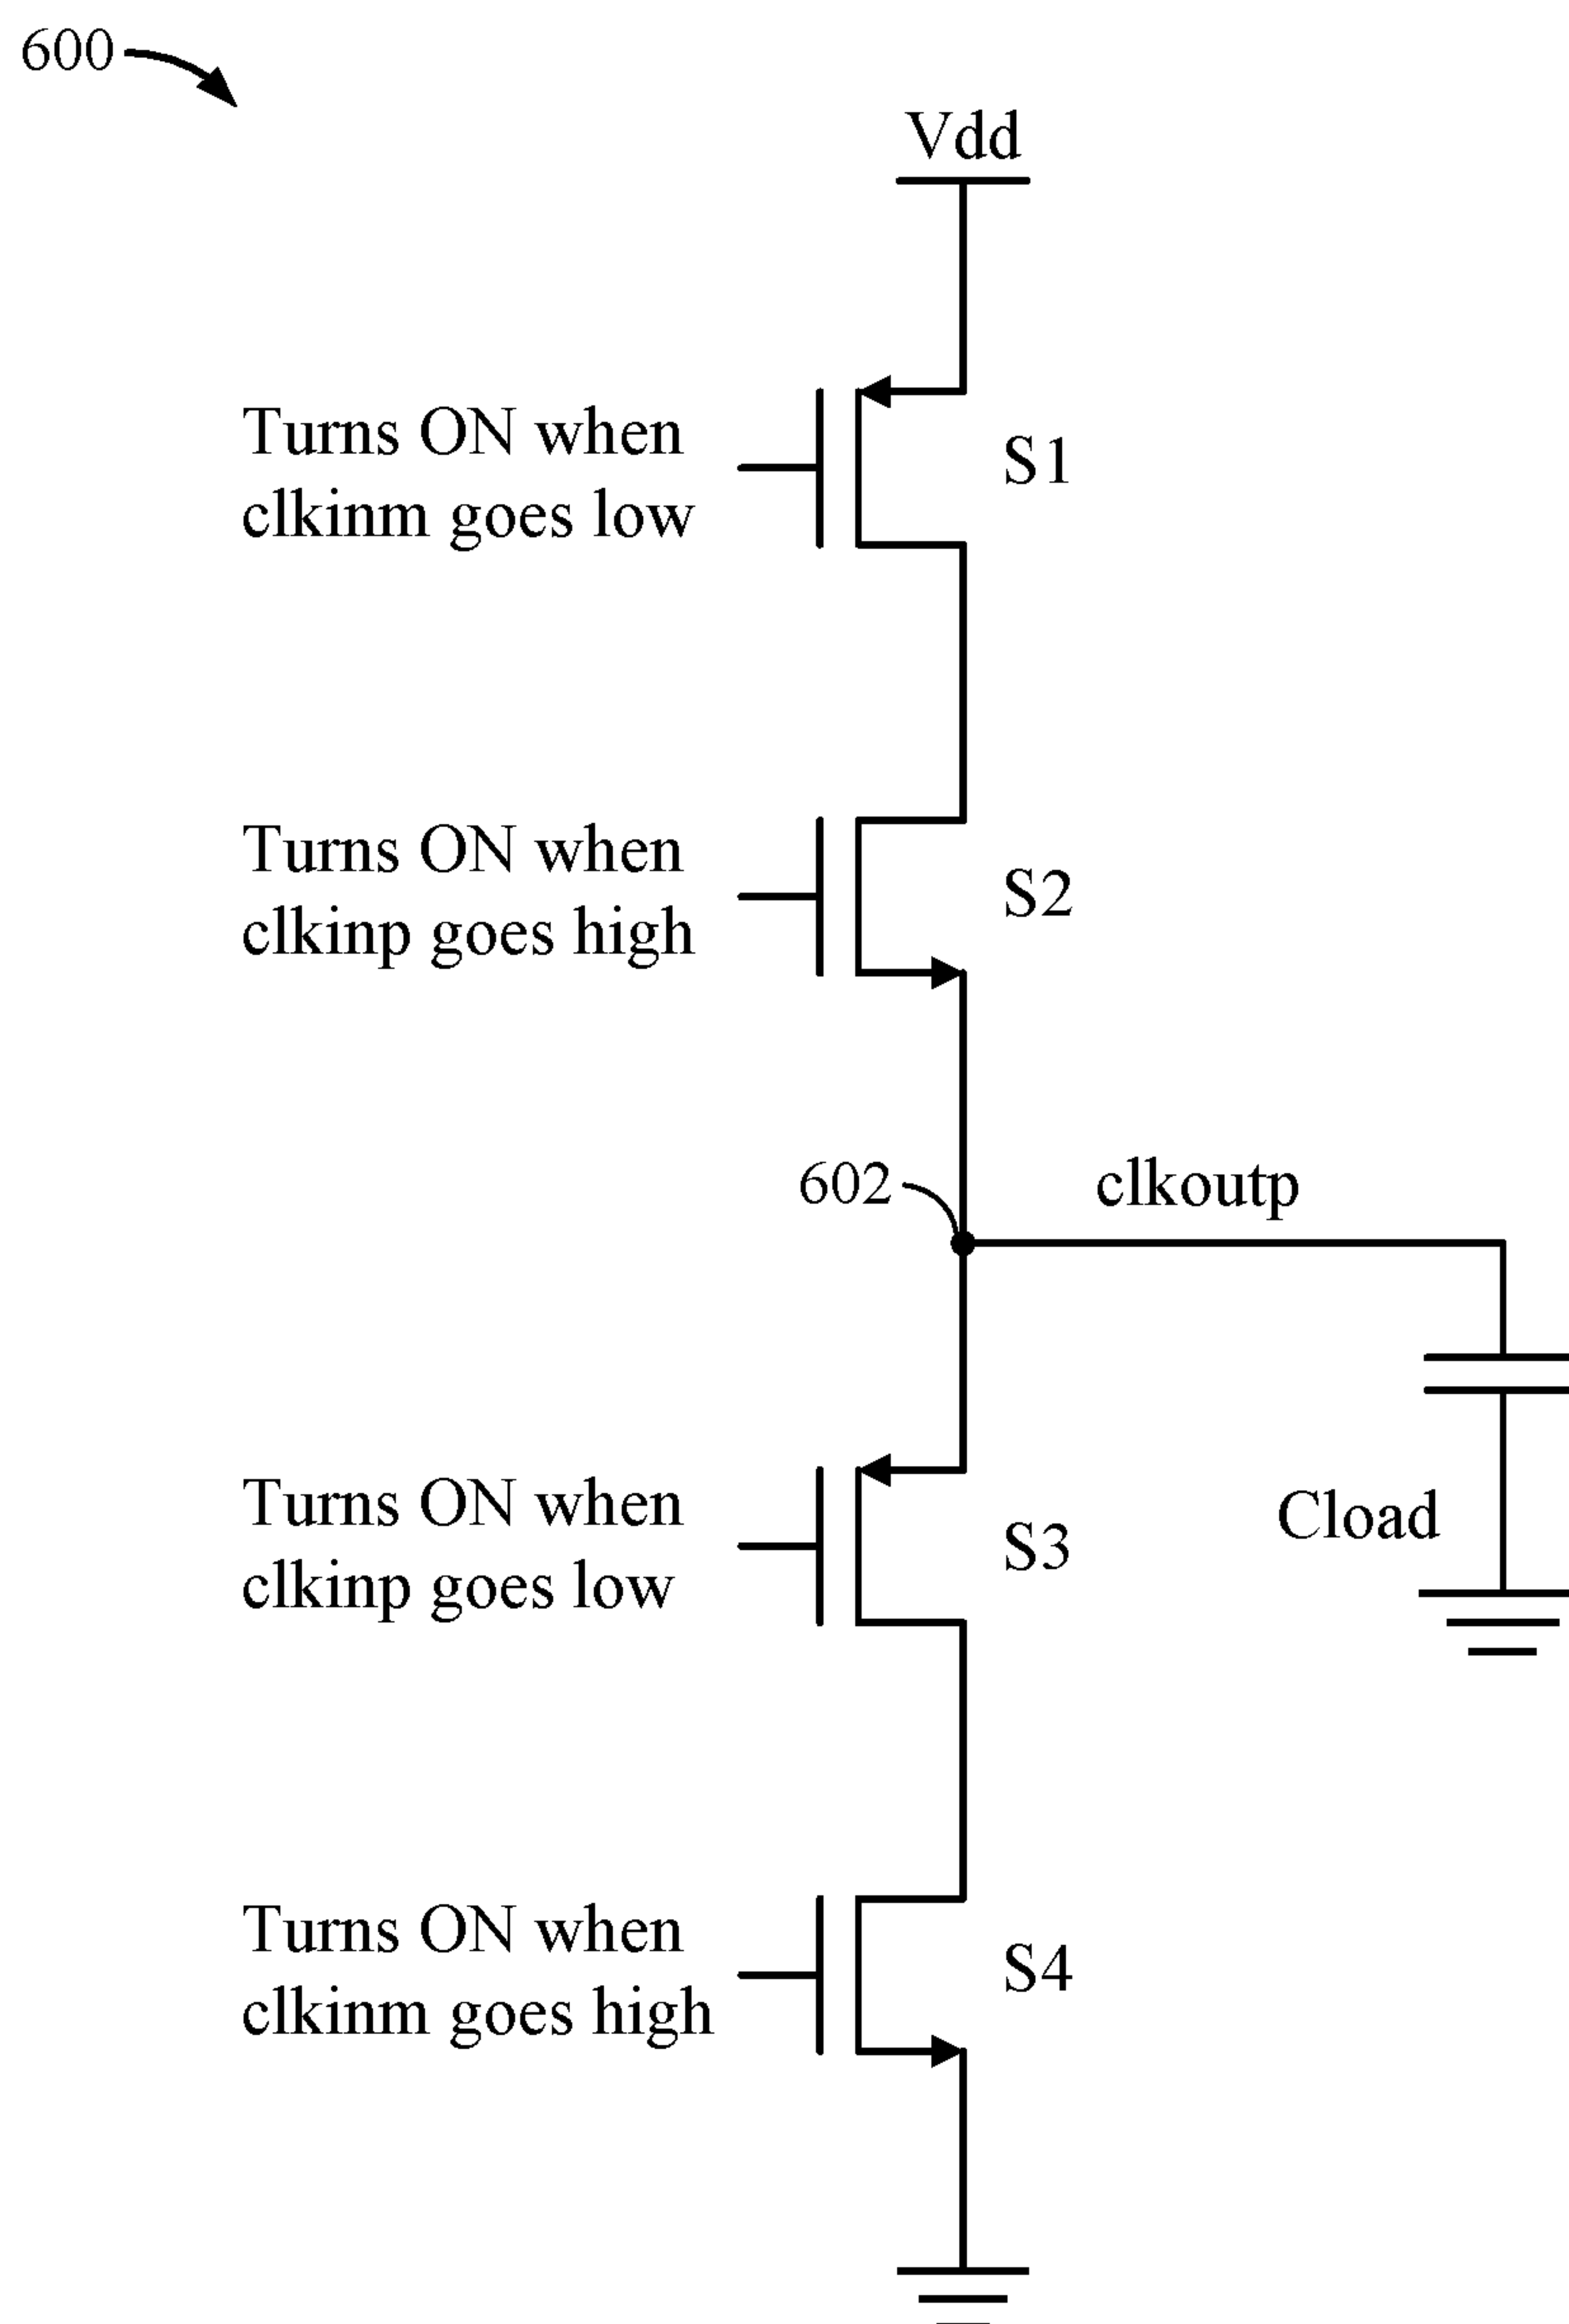 600
Vdd
Turns ON when
clkinm goes low
S1
Turns ON when
clkinp goes high
S2
602
clkoutp
Turns ON when
clkinp goes low
S3
Cload
Turns ON when
clkinm goes high
S4